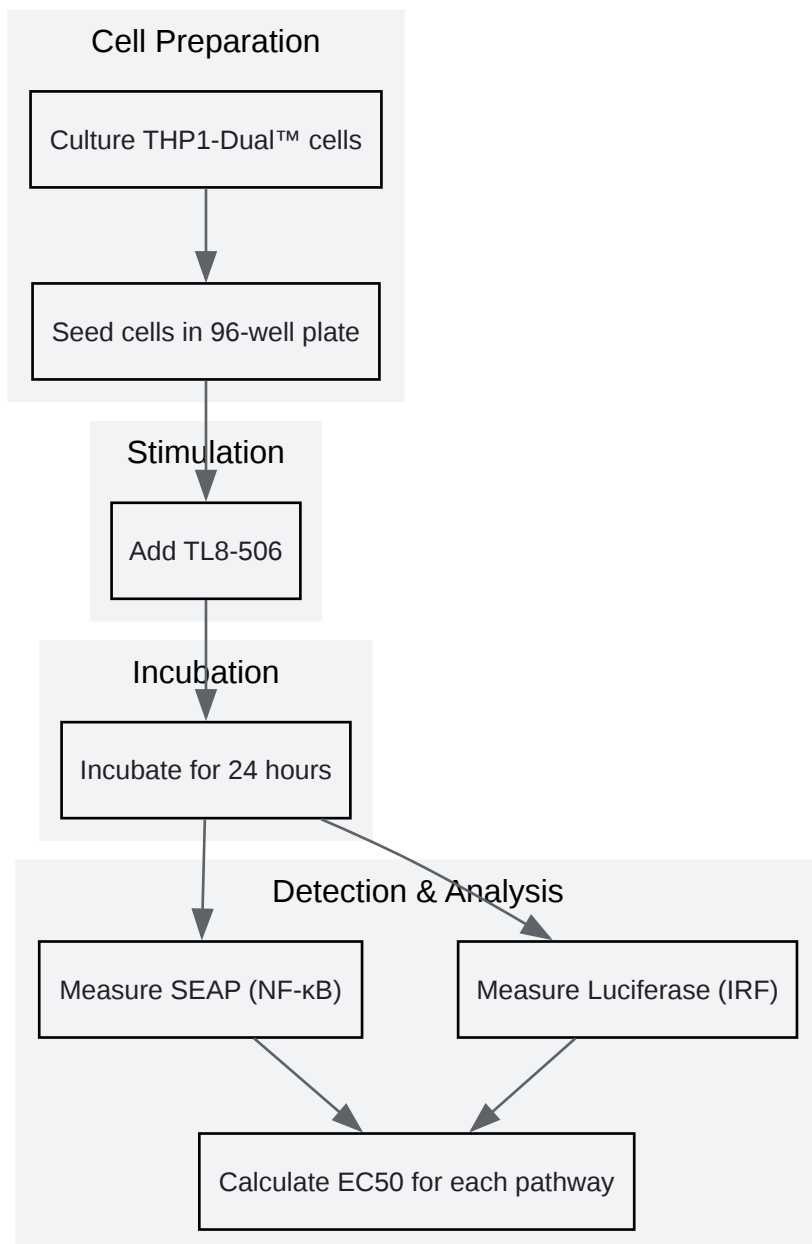 Cell Preparation
Culture THP1-Dual™ cells
Seed cells in 96-well plate
Stimulation
Add TL8-506
Incubation
Incubate for 24 hours
Detection & Analysis
Measure SEAP (NF-κB)
Measure Luciferase (IRF)
Calculate EC50 for each pathway